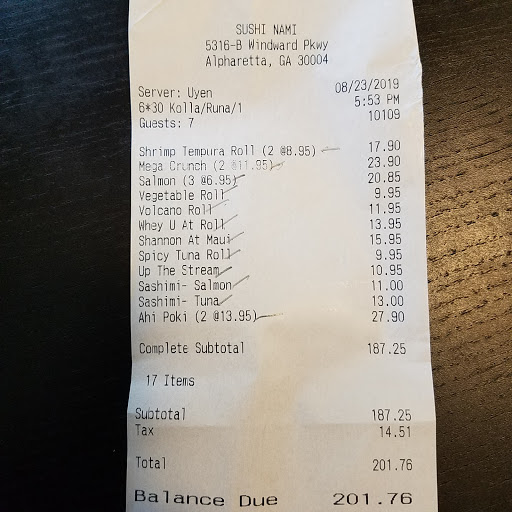 SUSHI NAMI
5316-B Windward Pkwy
Alpharetta, GA 30004
Server: Uyen 08/23/2019
6*30 Kolla/Runa/1 5:53 PM
Guests: 7 10109
Shrimp Tempura Roll (2 @8.95) 17.90
Mega Crunch (2 @11.95) 23.90
Salmon (3 @6.95) 20.85
Vegetable Roll 9.95
Volcano Roll 11.95
Whey U At Roll 13.95
Shannon At Maui 15.95
Spicy Tuna Roll 9.95
Up The Stream 10.95
Sashimi- Salmon 11.00
Sashimi- Tuna 13.00
Ahi Poki (2 @13.95) 27.90
Complete Subtotal 187.25
17 Items
Subtotal 187.25
Tax 14.51
Total 201.76
Balance Due 201.76